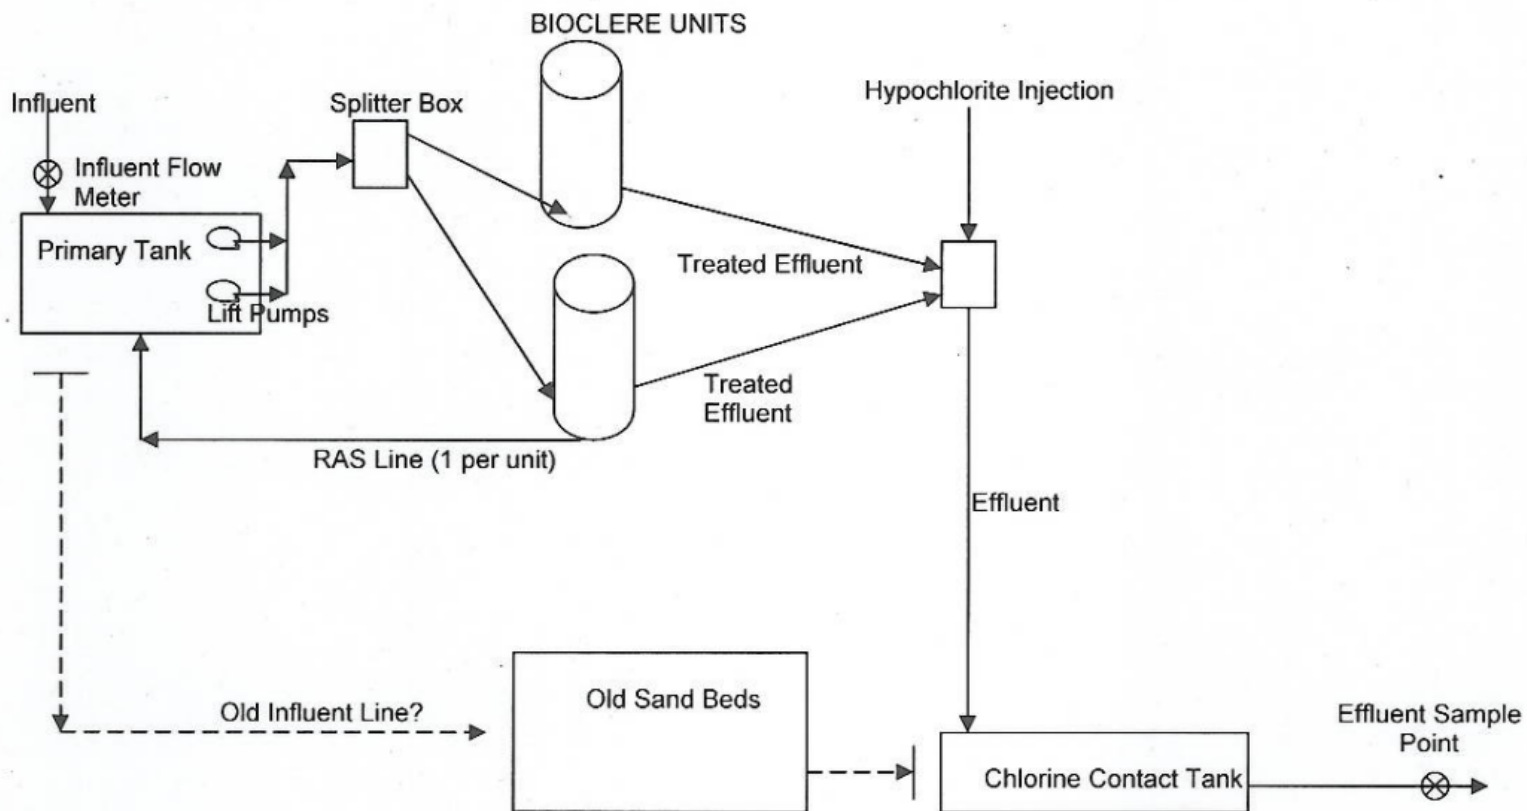 BIOCLERE UNITS
Influent
Splitter Box
Hypochlorite Injection
Influent Flow
Meter
Primary Tank
Lift Pumps
Treated Effluent
Treated
Effluent
RAS Line (1 per unit)
Effluent
Old Influent Line?
Old Sand Beds
Effluent Sample
Point
Chlorine Contact Tank